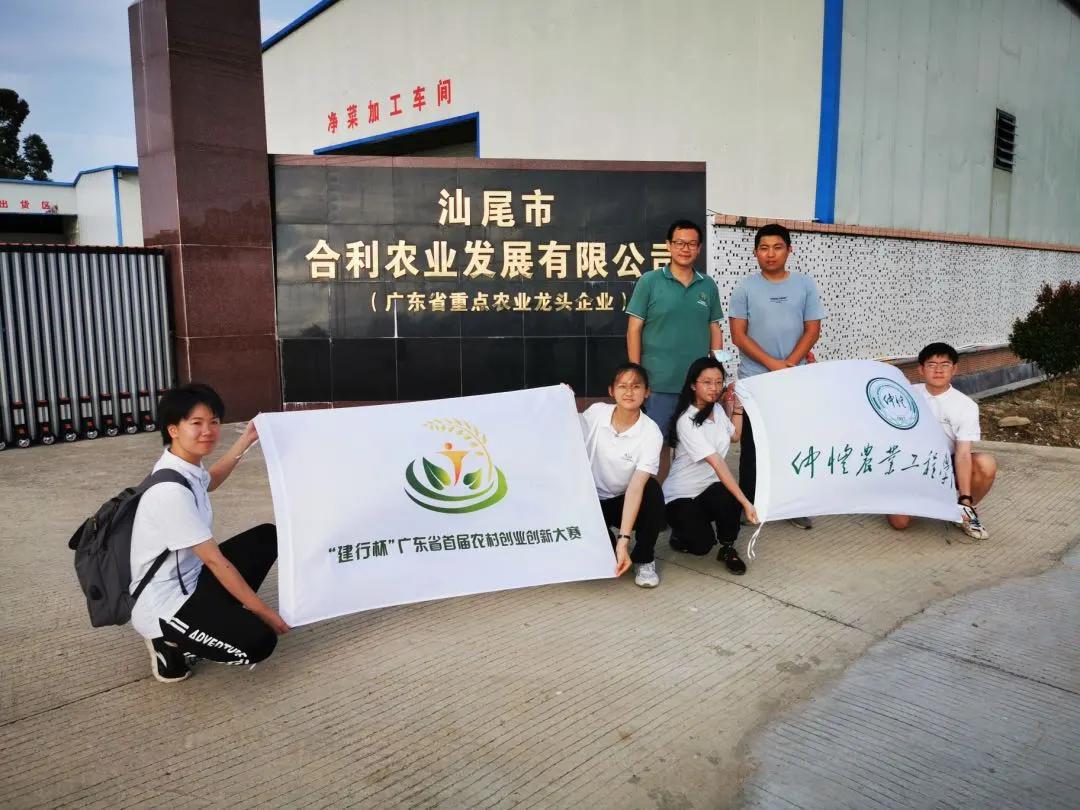 净菜加工车间
出货区
汕尾市
合利农业发展有限公司
（广东省重点农业龙头企业）
“建行杯”广东省首届农村创业创新大赛
仲恺
仲恺农业工程学
ADVENTURE